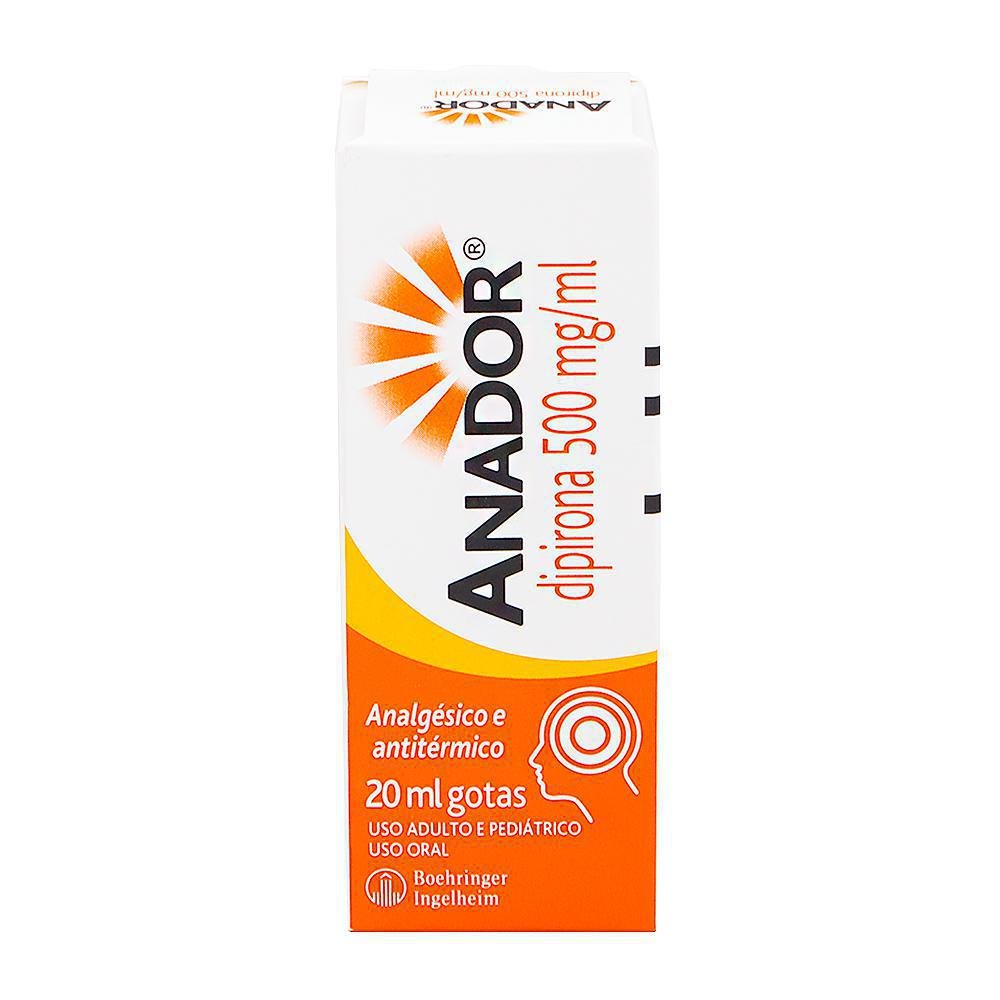 ANADOR®
dipirona 500 mg/ml
ANADOR®
dipirona 500 mg/ml
Analgésico e
antitérmico
20 ml gotas
USO ADULTO E PEDIÁTRICO
USO ORAL
Boehringer
Ingelheim